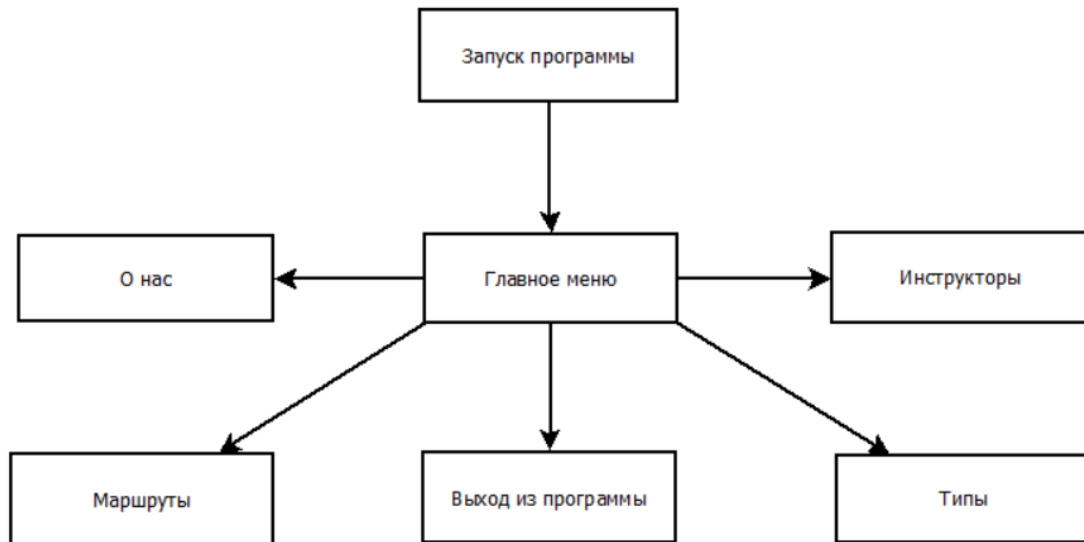 Запуск программы
О нас
Главное меню
Инструкторы
Маршруты
Выход из программы
Типы